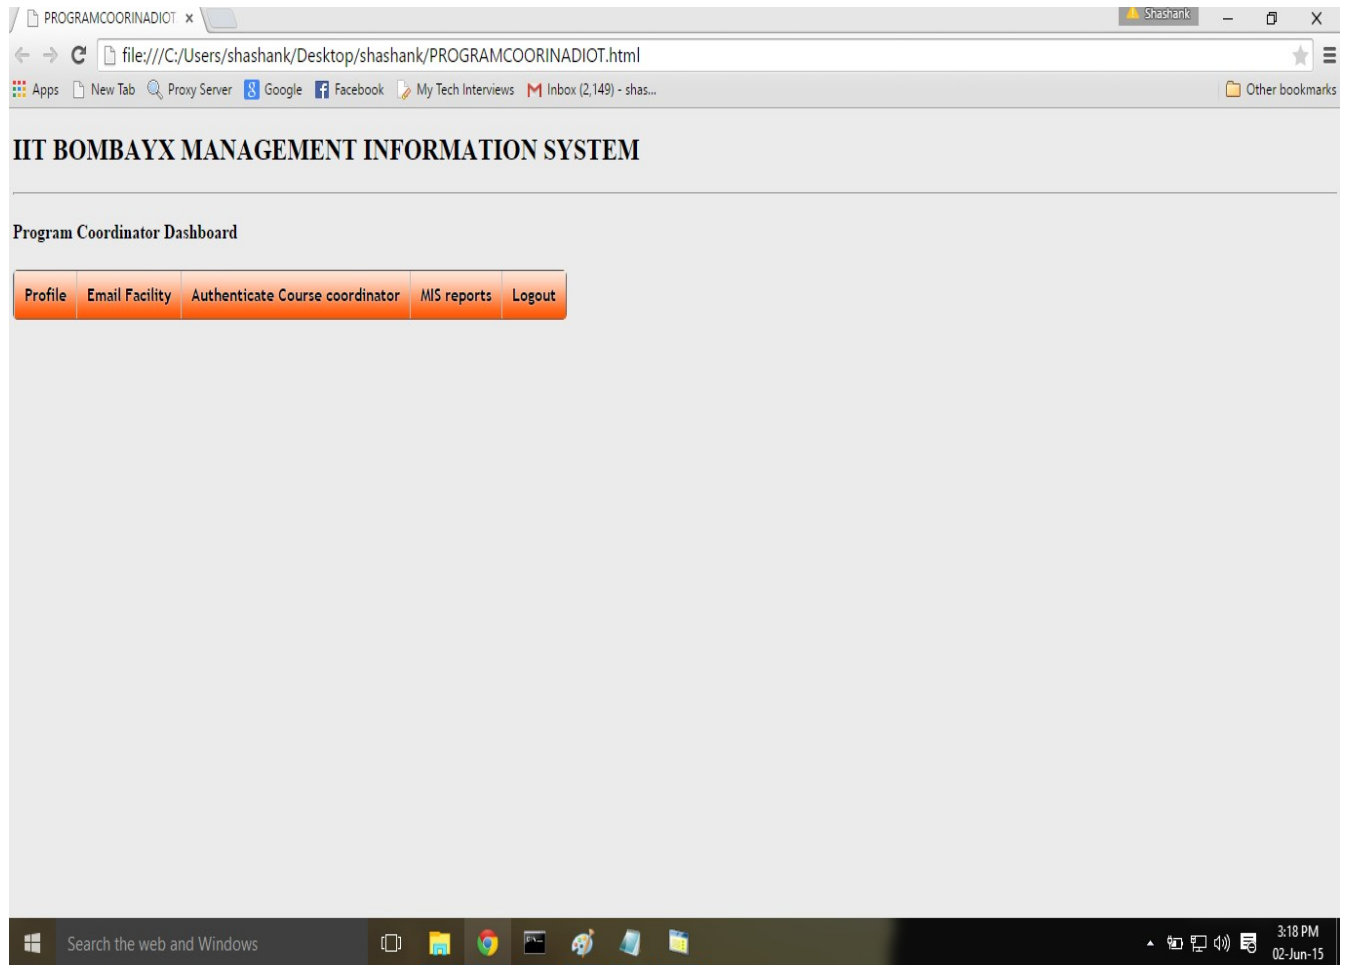 PROGRAMCOORINADIOT
Shashank
file:///C:/Users/shashank/Desktop/shashank/PROGRAMCOORINADIOT.html
Apps New Tab Proxy Server Google Facebook My Tech Interviews Inbox (2,149) - shas... Other bookmarks
IIT BOMBAYX MANAGEMENT INFORMATION SYSTEM
Program Coordinator Dashboard
Profile Email Facility Authenticate Course coordinator MIS reports Logout
Search the web and Windows
3:18 PM
02-Jun-15